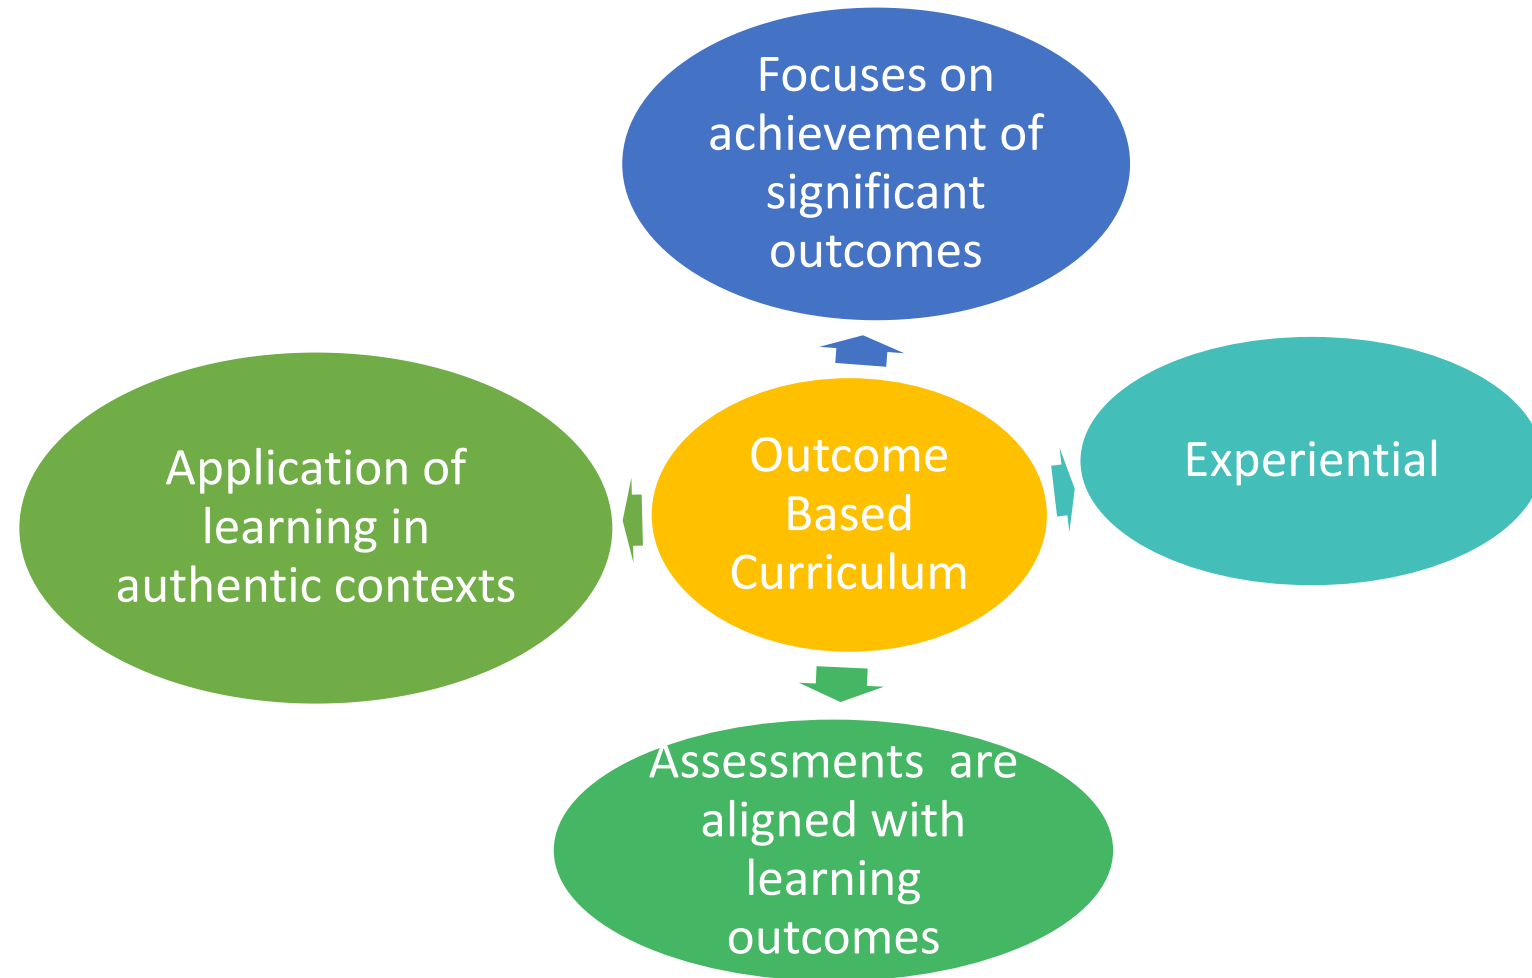 Focuses on
achievement of
significant
outcomes
Application of
learning in
authentic contexts
Outcome
Based
Curriculum
Experiential
Assessments  are
aligned with
learning
outcomes